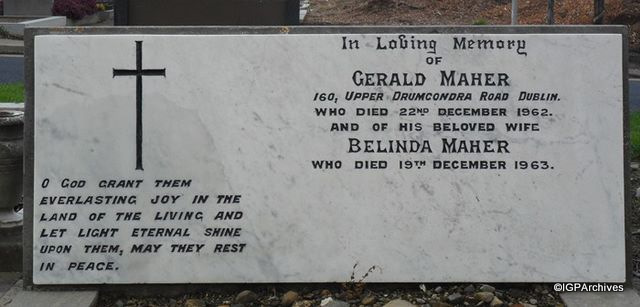 In Loving Memory
OF
GERALD MAHER
160, UPPER DRUMCONDRA ROAD DUBLIN.
WHO DIED 22ND DECEMBER 1962.
AND OF HIS BELOVED WIFE
BELINDA MAHER
WHO DIED 19TH DECEMBER 1963.
O GOD GRANT THEM
EVERLASTING JOY IN THE
LAND OF THE LIVING AND
LET LIGHT ETERNAL SHINE
UPON THEM, MAY THEY REST
IN PEACE.
©IGPArchives